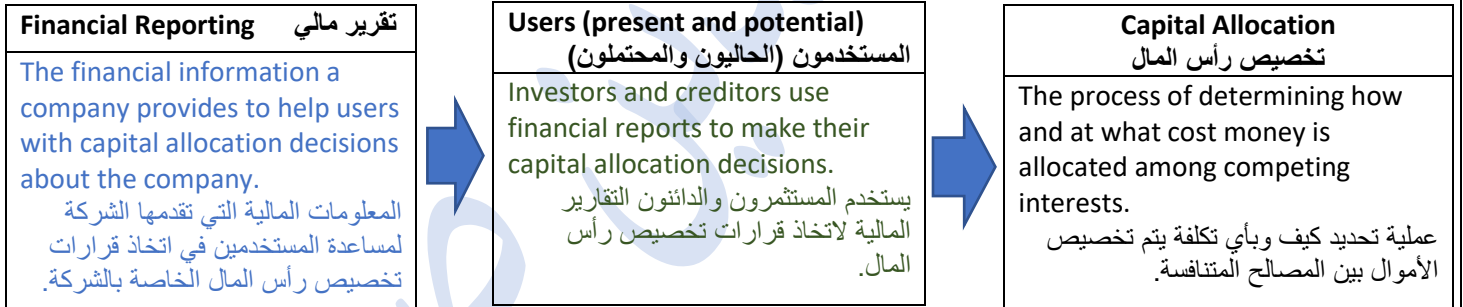 Financial Reporting تقرير مالي
The financial information a
company provides to help users
with capital allocation decisions
about the company.
المعلومات المالية التي تقدمها الشركة
لمساعدة المستخدمين في اتخاذ قرارات
تخصيص رأس المال الخاصة بالشركة.
Users (present and potential)
المستخدمون (الحاليون والمحتملون)
Investors and creditors use
financial reports to make their
capital allocation decisions.
يستخدم المستثمرون والدائنون التقارير
المالية لاتخاذ قرارات تخصيص رأس
المال.
Capital Allocation
تخصيص رأس المال
The process of determining how
and at what cost money is
allocated among competing
interests.
عملية تحديد كيف وبأي تكلفة يتم تخصيص
الأموال بين المصالح المتنافسة.